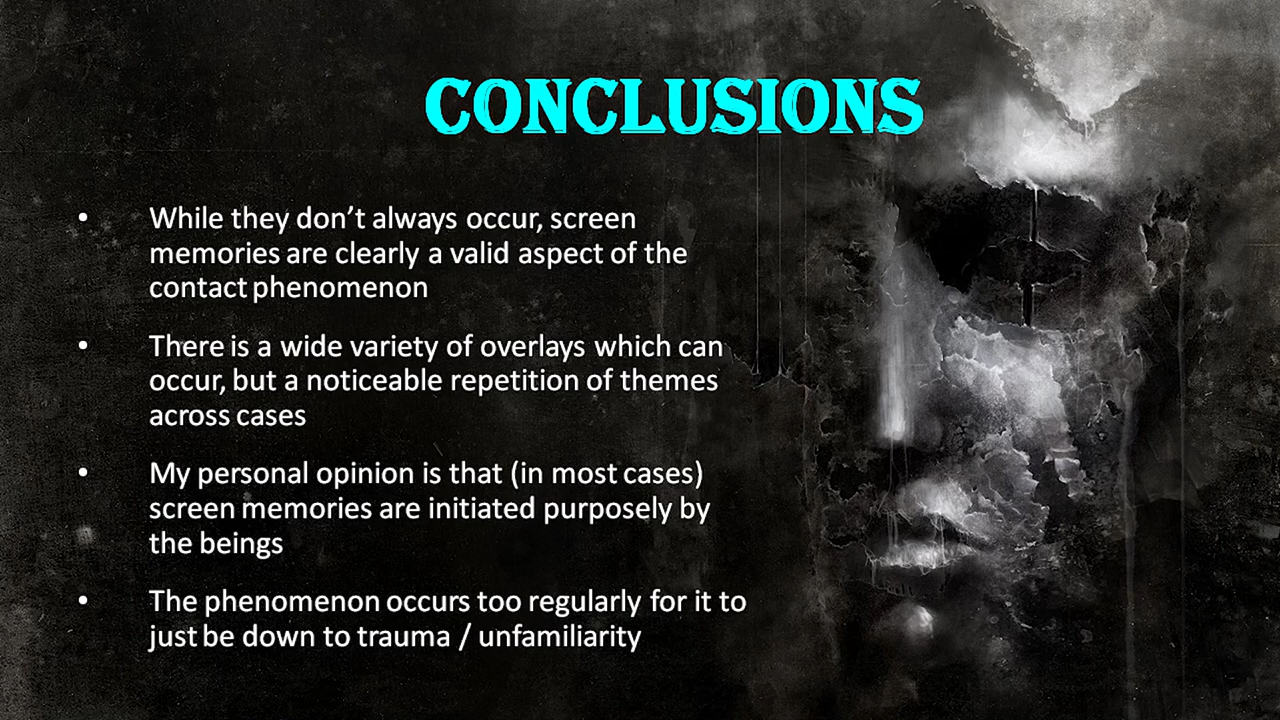 CONCLUSIONS
• While they don’t always occur, screen
memories are clearly a valid aspect of the
contact phenomenon
• There is a wide variety of overlays which can
occur, but a noticeable repetition of themes
across cases
• My personal opinion is that (in most cases)
screen memories are initiated purposely by
the beings
• The phenomenon occurs too regularly for it to
just be down to trauma / unfamiliarity